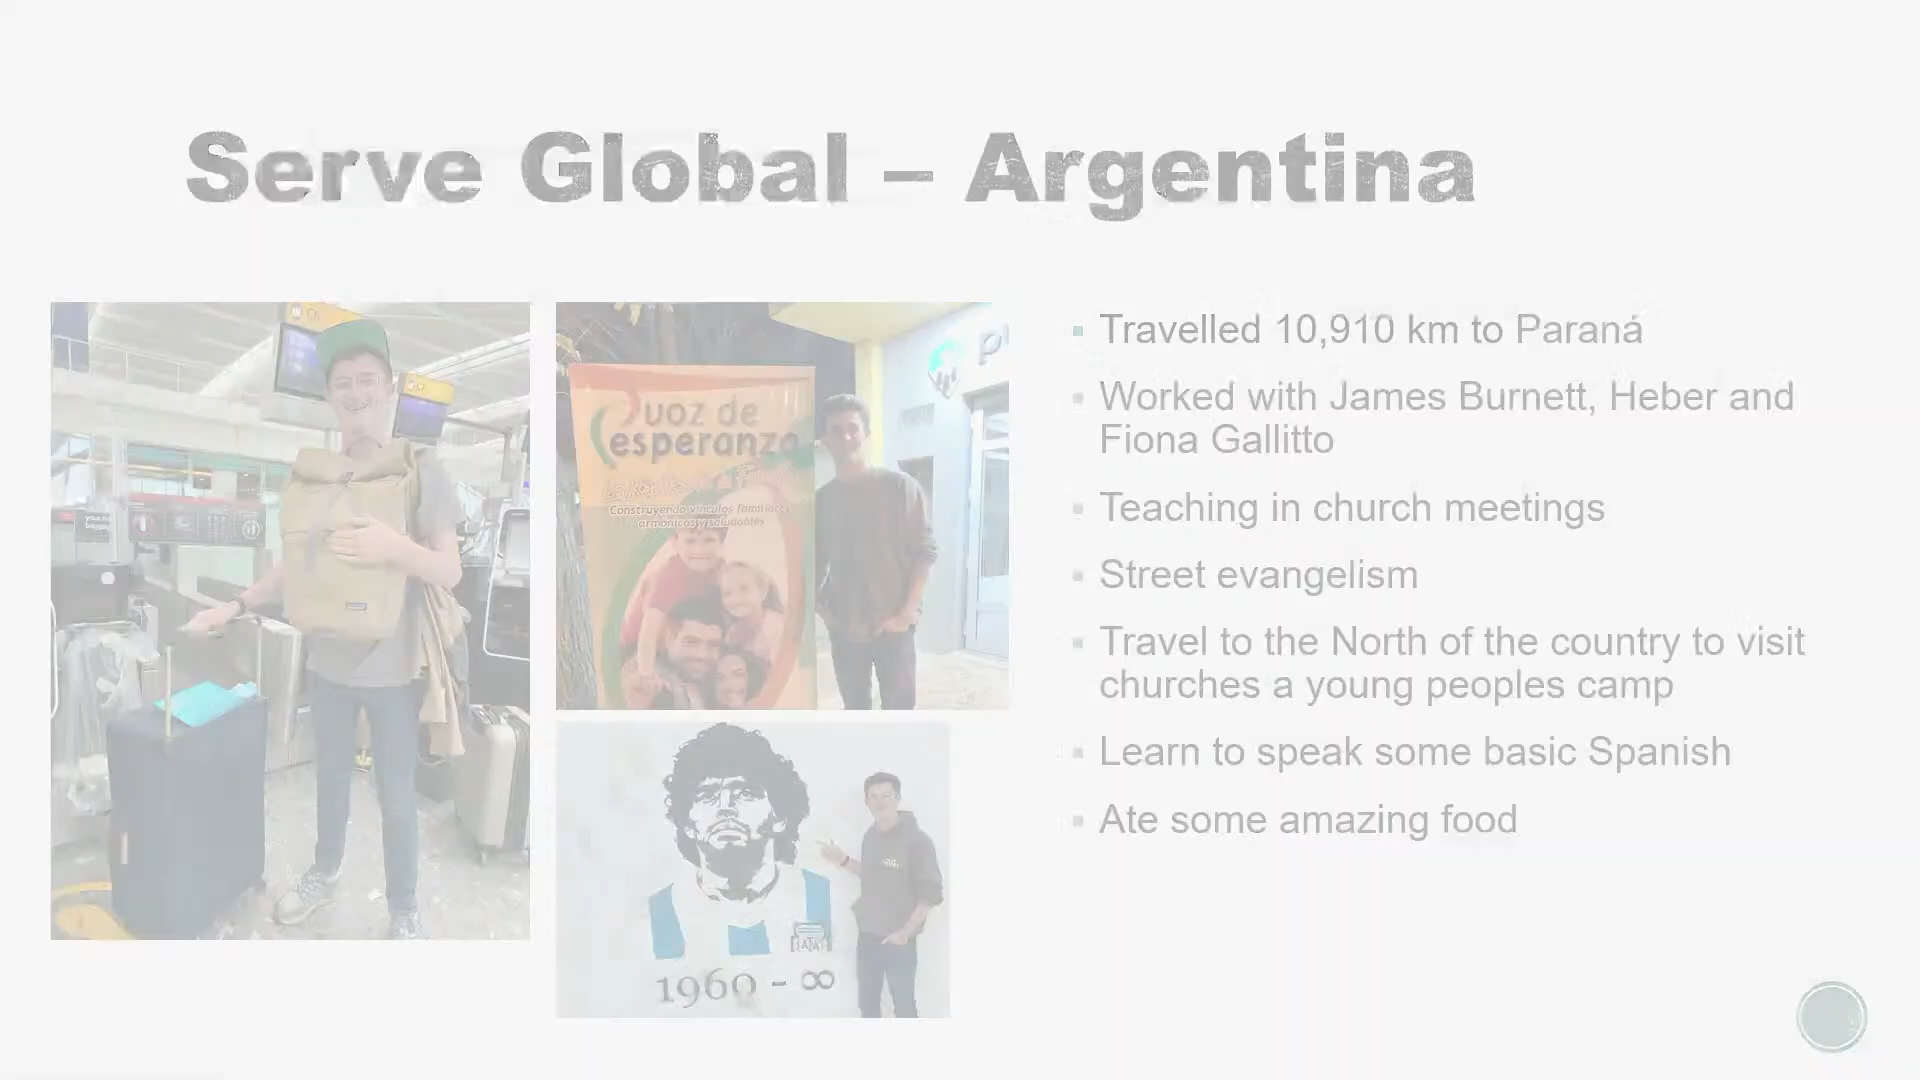 Serve Global – Argentina
Travelled 10,910 km to Paraná
Worked with James Burnett, Heber and
Fiona Gallitto
Teaching in church meetings
Street evangelism
Travel to the North of the country to visit
churches a young peoples camp
Learn to speak some basic Spanish
Ate some amazing food
voz de
esperanza
Construyendo vínculos familiares
armónicos y saludables
1960 - ∞